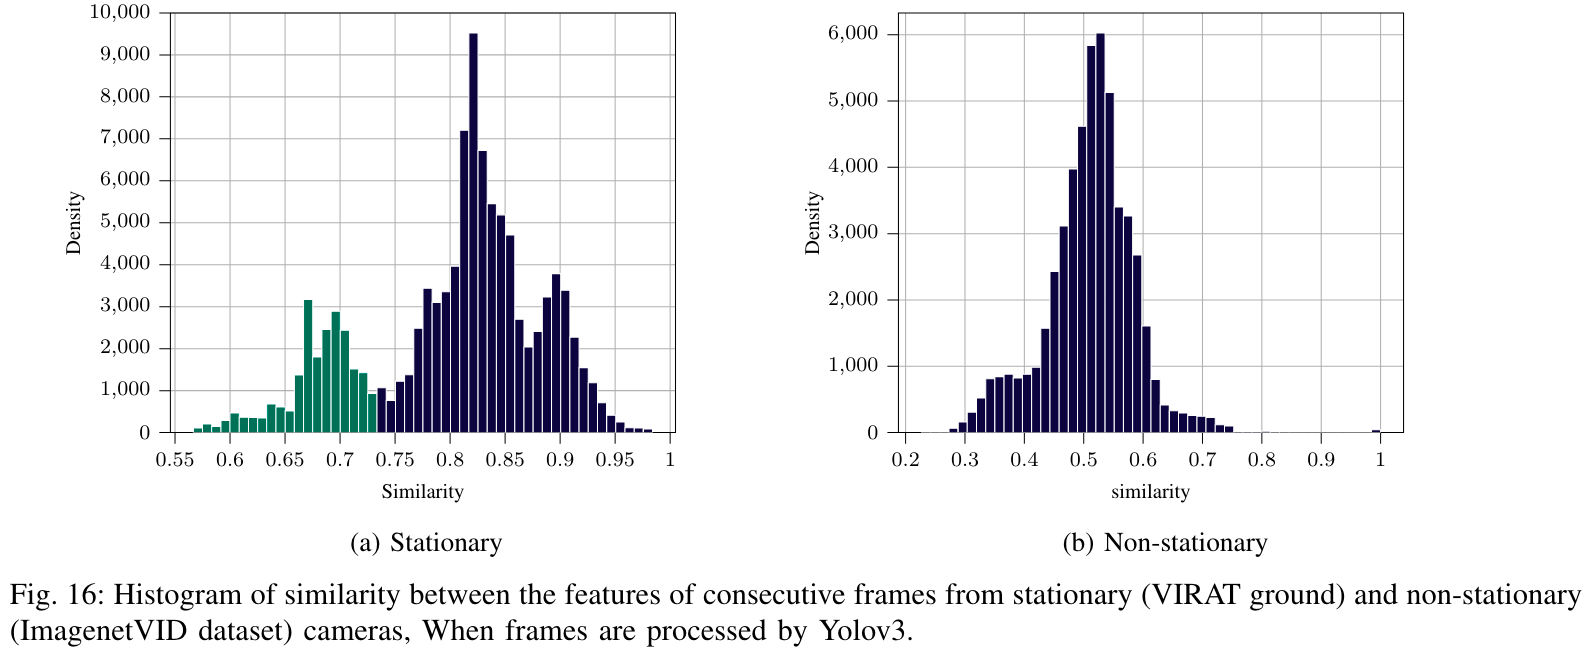 10,000
9,000
8,000
7,000
6,000
5,000
4,000
3,000
2,000
1,000
0
Density
0.55 0.6 0.65 0.7 0.75 0.8 0.85 0.9 0.95 1
Similarity
(a) Stationary
6,000
5,000
4,000
3,000
2,000
1,000
0
Density
0.2 0.3 0.4 0.5 0.6 0.7 0.8 0.9 1
similarity
(b) Non-stationary
Fig. 16: Histogram of similarity between the features of consecutive frames from stationary (VIRAT ground) and non-stationary
(ImagenetVID dataset) cameras, When frames are processed by Yolov3.